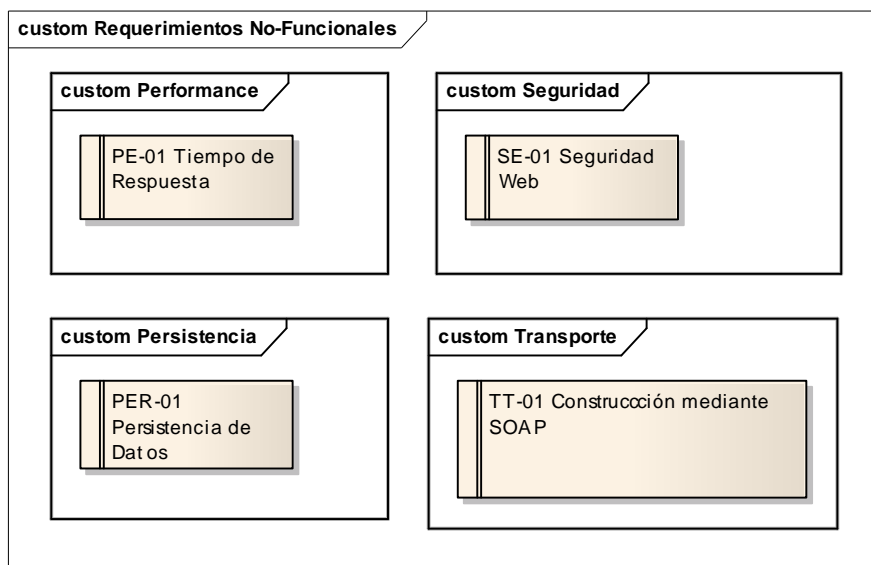 custom Requerimientos No-Funcionales
custom Performance
PE-01 Tiempo de
Respuesta
custom Seguridad
SE-01 Seguridad
Web
custom Persistencia
PER-01
Persistencia de
Datos
custom Transporte
TT-01 Construccción mediante
SOAP